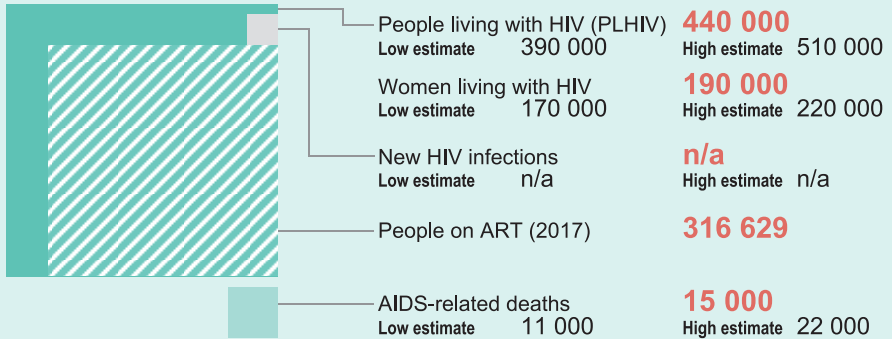 People living with HIV (PLHIV) 440 000
Low estimate 390 000 High estimate 510 000
Women living with HIV 190 000
Low estimate 170 000 High estimate 220 000
New HIV infections n/a
Low estimate n/a High estimate n/a
People on ART (2017) 316 629
AIDS-related deaths 15 000
Low estimate 11 000 High estimate 22 000